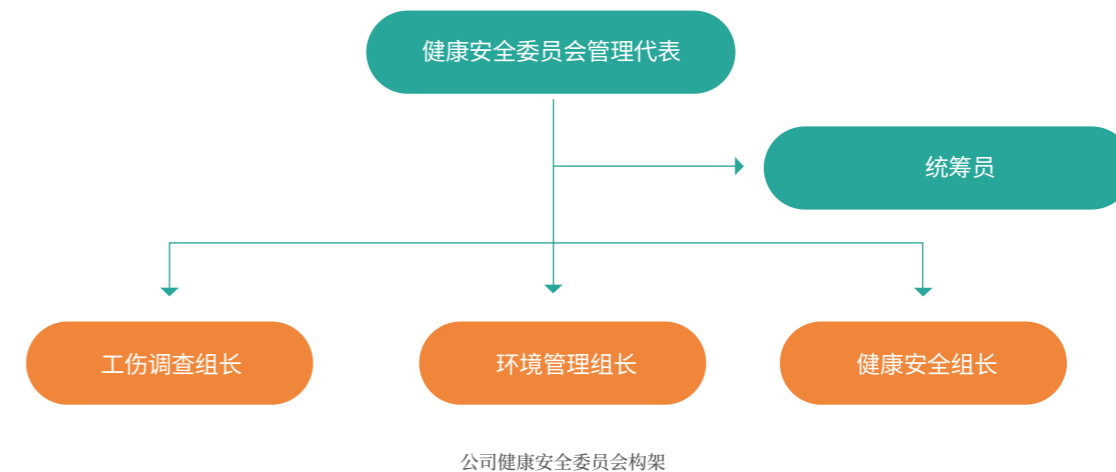 健康安全委员会管理代表
统筹员
工伤调查组长
环境管理组长
健康安全组长
公司健康安全委员会构架